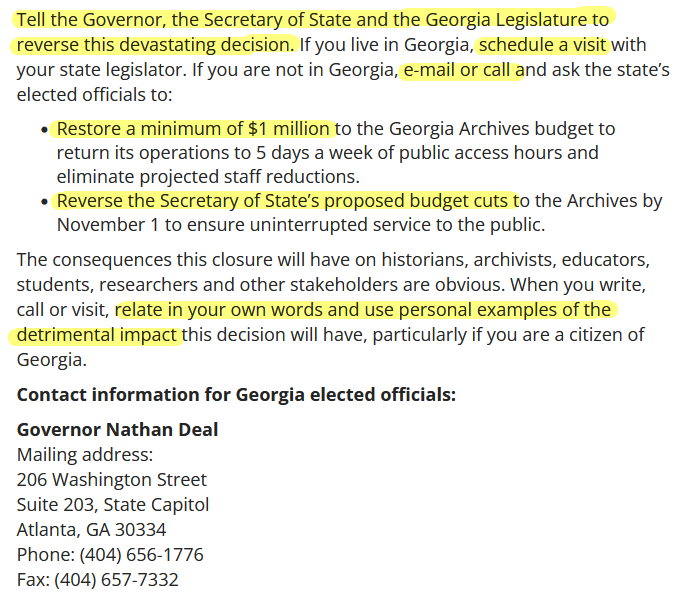 Tell the Governor, the Secretary of State and the Georgia Legislature to
reverse this devastating decision. If you live in Georgia, schedule a visit with
your state legislator. If you are not in Georgia, e-mail or call and ask the state’s
elected officials to:
• Restore a minimum of $1 million to the Georgia Archives budget to
return its operations to 5 days a week of public access hours and
eliminate projected staff reductions.
• Reverse the Secretary of State’s proposed budget cuts to the Archives by
November 1 to ensure uninterrupted service to the public.
The consequences this closure will have on historians, archivists, educators,
students, researchers and other stakeholders are obvious. When you write,
call or visit, relate in your own words and use personal examples of the
detrimental impact this decision will have, particularly if you are a citizen of
Georgia.
Contact information for Georgia elected officials:
Governor Nathan Deal
Mailing address:
206 Washington Street
Suite 203, State Capitol
Atlanta, GA 30334
Phone: (404) 656-1776
Fax: (404) 657-7332